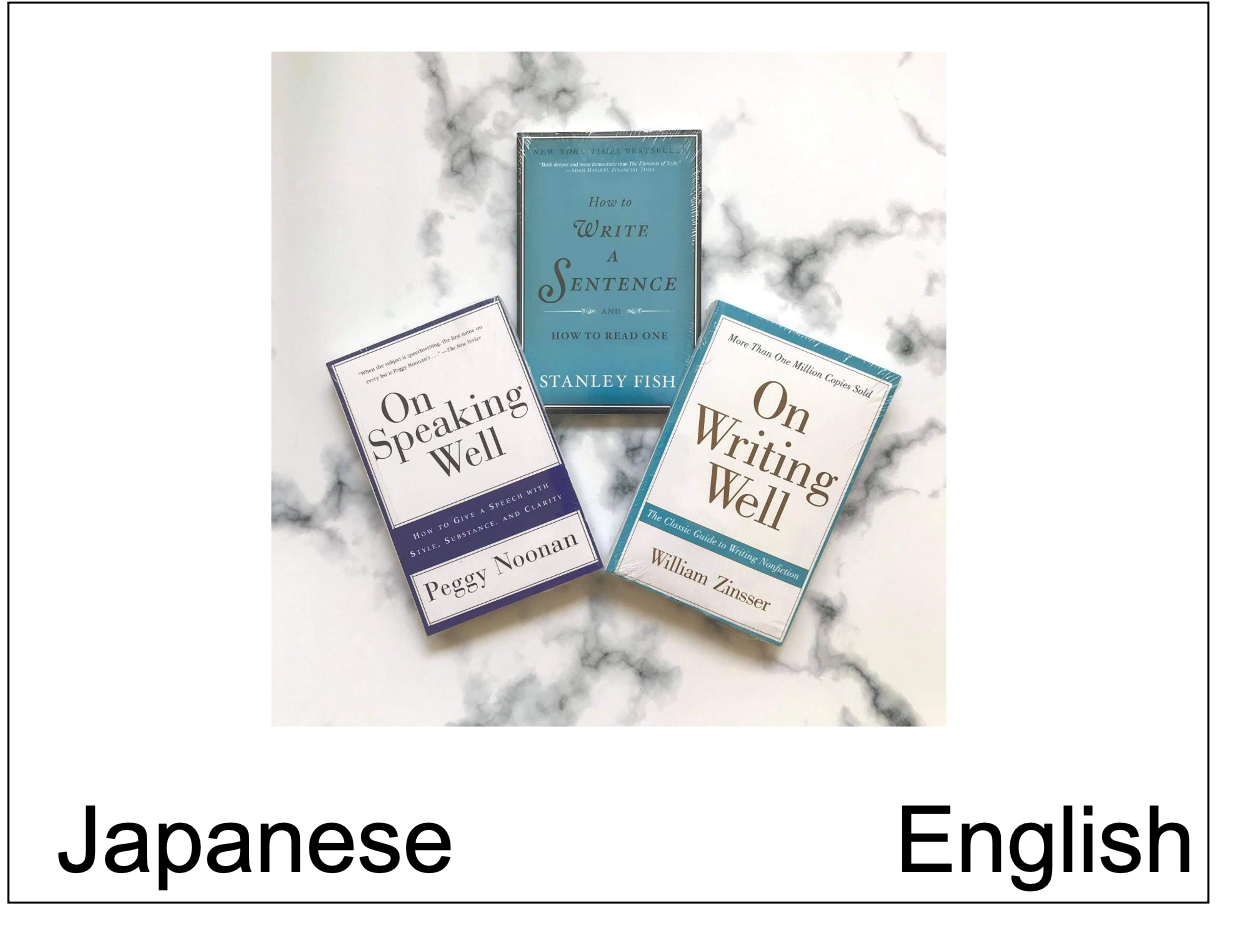 NEW YORK TIMES BESTSELLER
"Both deeper and more democratic than The Elements of Style."
—ADAM HASLETT, FINANCIAL TIMES
How to
WRITE
A
SENTENCE
AND
HOW TO READ ONE
STANLEY FISH
"When the subject is speechwriting, the first name on
every list is Peggy Noonan's . . ." —The New Yorker
On
Speaking
Well
HOW TO GIVE A SPEECH WITH
STYLE, SUBSTANCE, AND CLARITY
Peggy Noonan
More Than One Million Copies Sold
On
Writing
Well
The Classic Guide to Writing Nonfiction
William Zinsser
Japanese
English